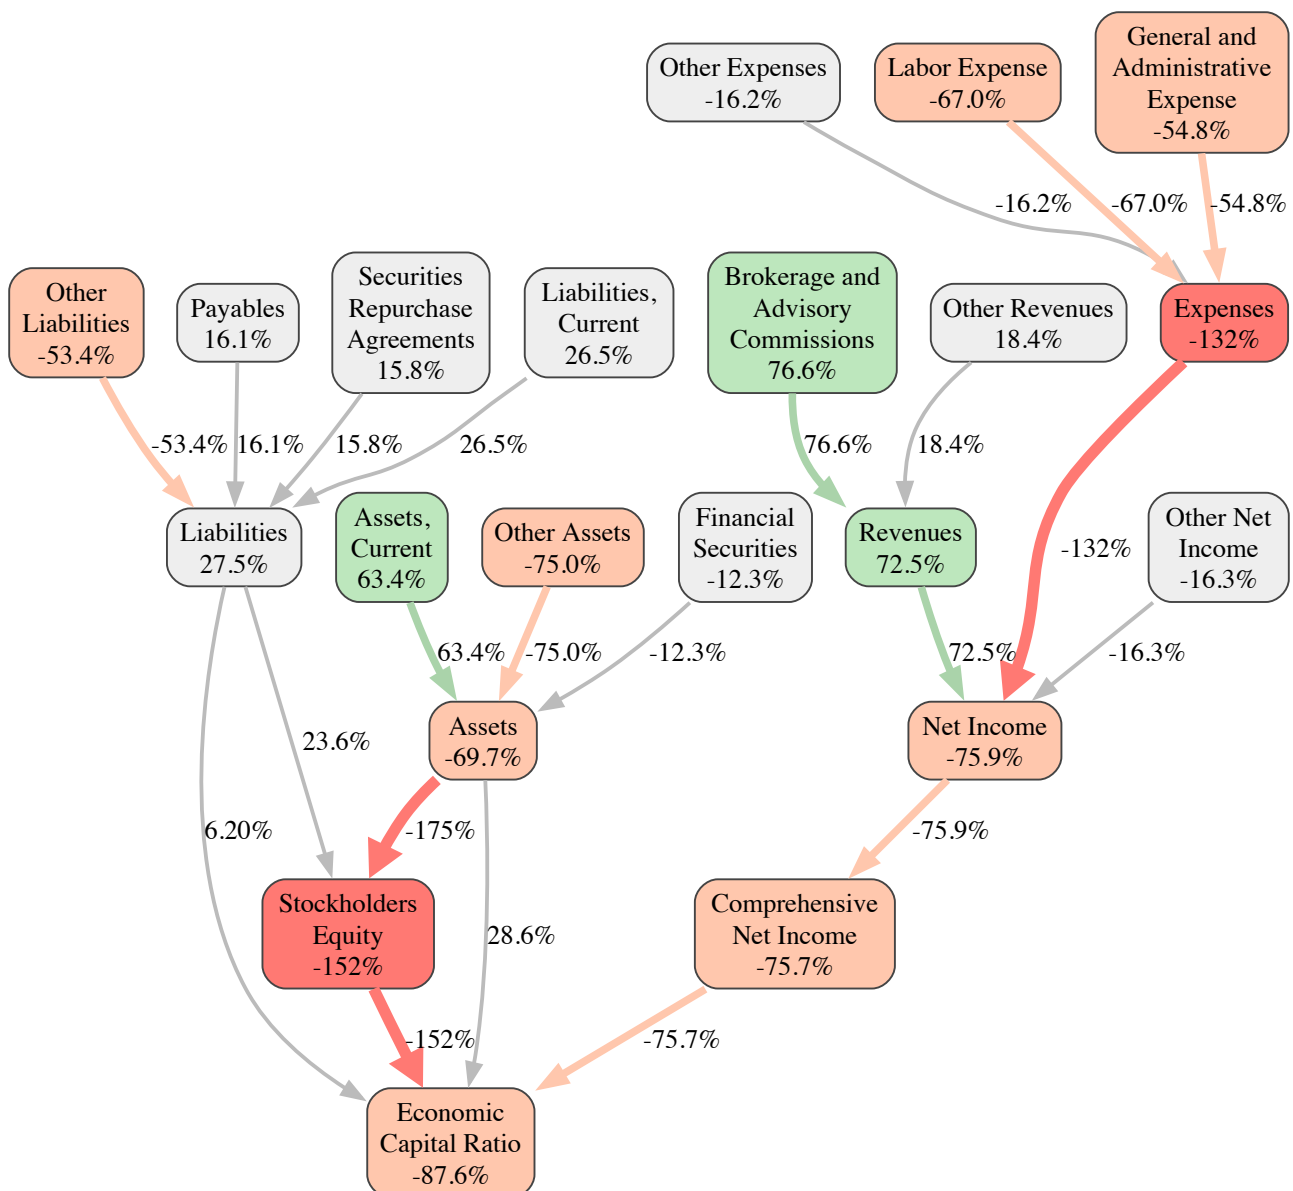 General and
Administrative
Expense
-54.8%
Other Expenses
-16.2%
Labor Expense
-67.0%
-16.2%
-67.0%
-54.8%
Other
Liabilities
-53.4%
Payables
16.1%
Securities
Repurchase
Agreements
15.8%
Liabilities,
Current
26.5%
Brokerage and
Advisory
Commissions
76.6%
Other Revenues
18.4%
Expenses
-132%
-53.4%
16.1%
15.8%
26.5%
76.6%
18.4%
Liabilities
27.5%
Assets,
Current
63.4%
Other Assets
-75.0%
Financial
Securities
-12.3%
Revenues
72.5%
-132%
Other Net
Income
-16.3%
63.4%
-75.0%
-12.3%
72.5%
-16.3%
23.6%
Assets
-69.7%
Net Income
-75.9%
6.20%
-175%
-75.9%
Stockholders
Equity
-152%
28.6%
Comprehensive
Net Income
-75.7%
-152%
-75.7%
Economic
Capital Ratio
-87.6%